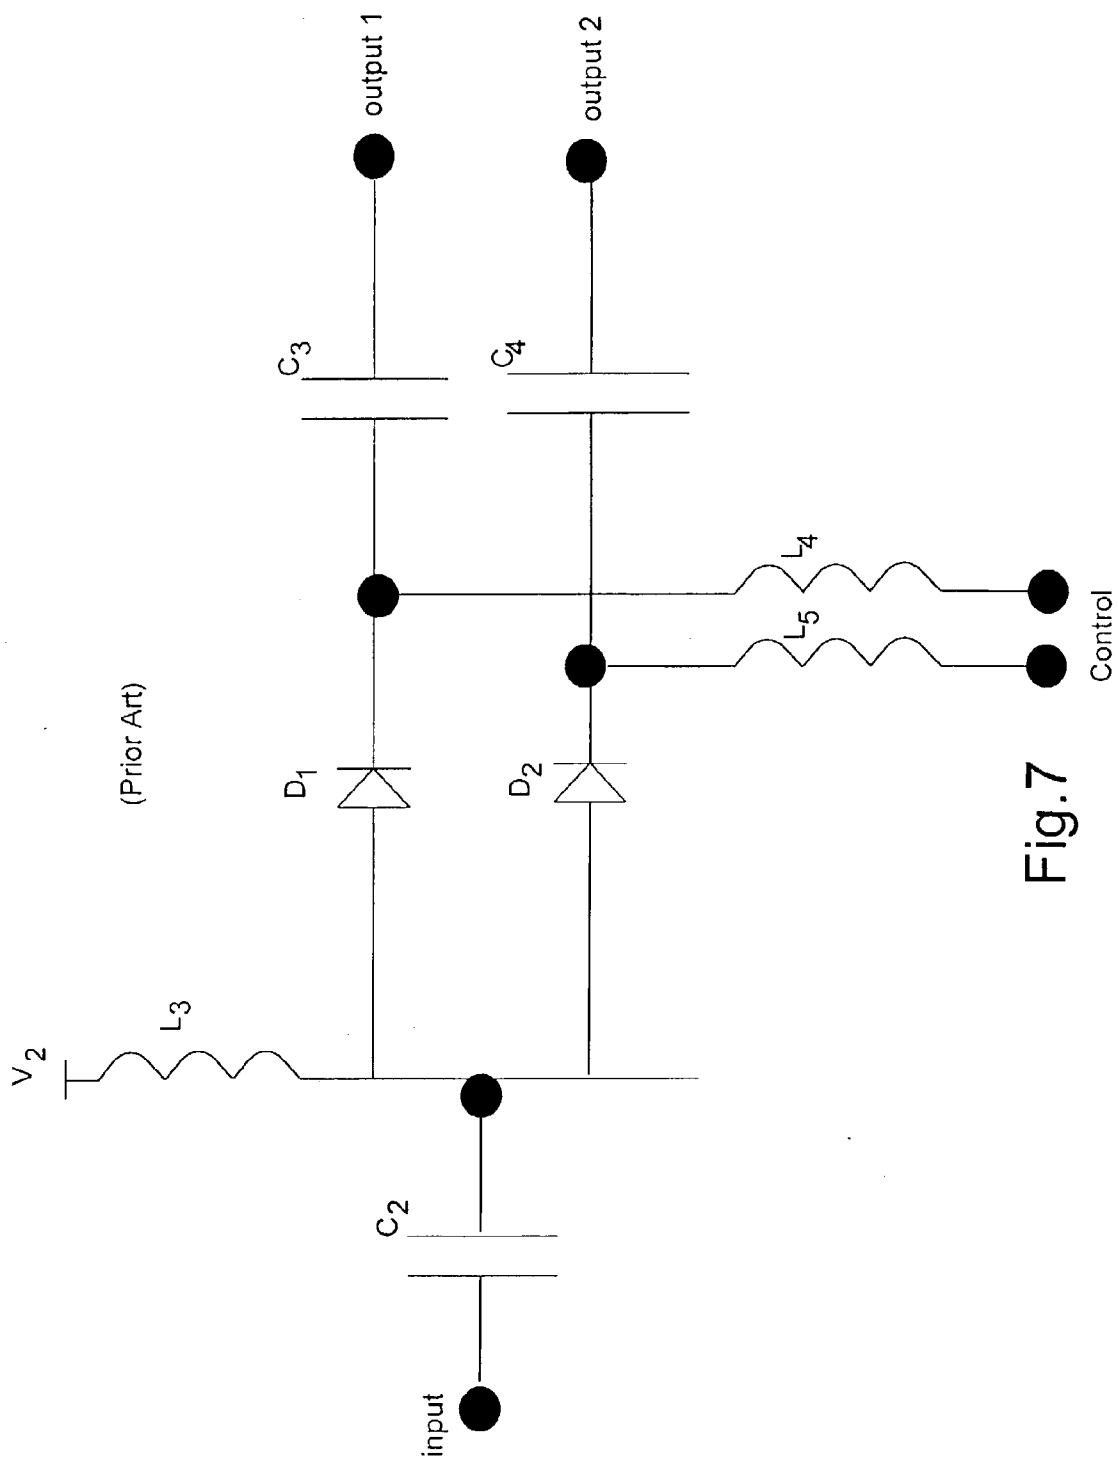 (Prior Art)
V2
L3
input
C2
D1
D2
C3
C4
output 1
output 2
L5
L4
Control
Fig.7